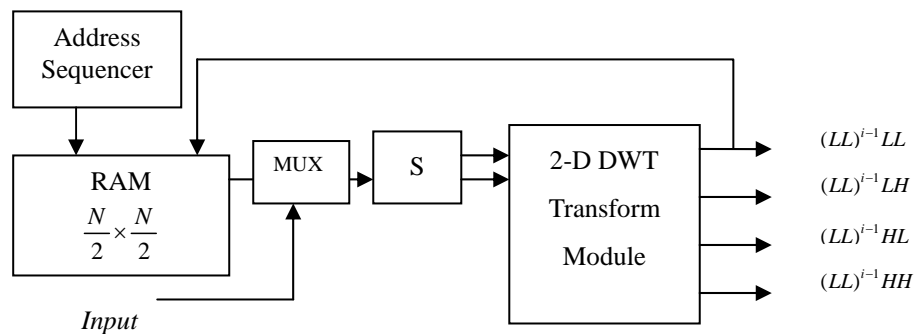 Address
Sequencer
RAM
N/2 × N/2
MUX
S
2-D DWT
Transform
Module
(LL)^{i−1}LL
(LL)^{i−1}LH
(LL)^{i−1}HL
(LL)^{i−1}HH
Input